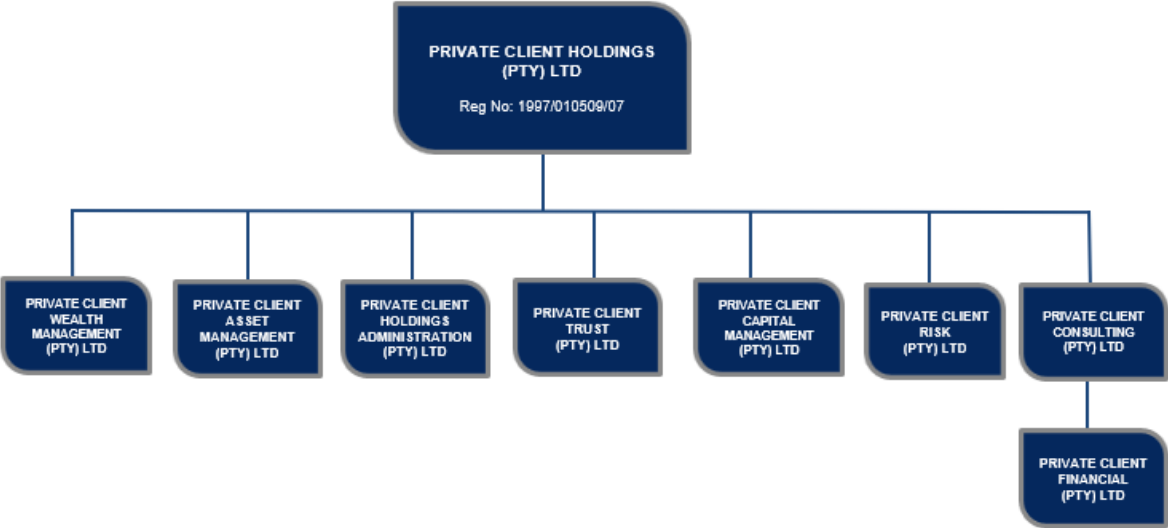 PRIVATE CLIENT HOLDINGS
(PTY) LTD
Reg No: 1997/010509/07
PRIVATE CLIENT
WEALTH
MANAGEMENT
(PTY) LTD
PRIVATE CLIENT
ASSET
MANAGEMENT
(PTY) LTD
PRIVATE CLIENT
HOLDINGS
ADMINISTRATION
(PTY) LTD
PRIVATE CLIENT
TRUST
(PTY) LTD
PRIVATE CLIENT
CAPITAL
MANAGEMENT
(PTY) LTD
PRIVATE CLIENT
RISK
(PTY) LTD
PRIVATE CLIENT
CONSULTING
(PTY) LTD
PRIVATE CLIENT
FINANCIAL
(PTY) LTD